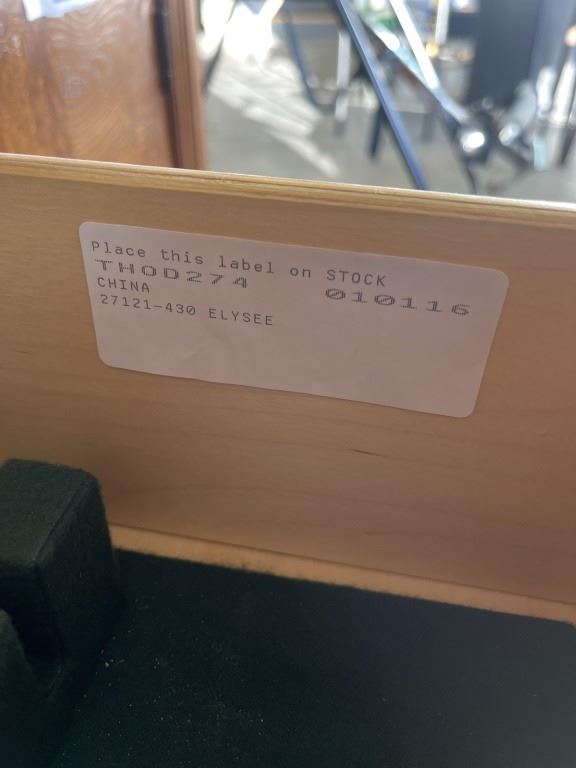 Place this label on STOCK
THOD274 010116
CHINA
27121-430 ELYSEE